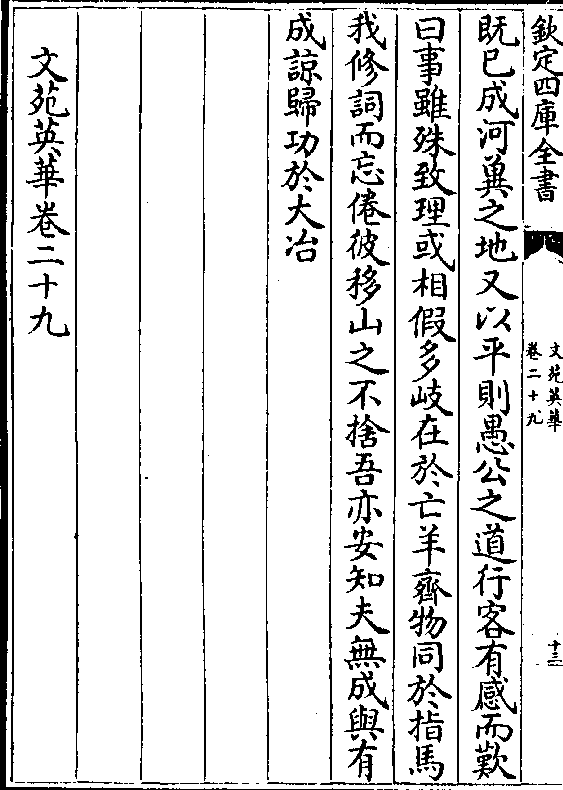 欽定四庫全書
文苑英華
卷二十九
十三
既已成河冀之地又以平則愚公之道行客有感而歎
曰事雖殊致理或相假多岐在於亡羊齊物同於指馬
我修詞而忘倦彼移山之不捨吾亦安知夫無成與有
成諒歸功於大冶
文苑英華卷二十九